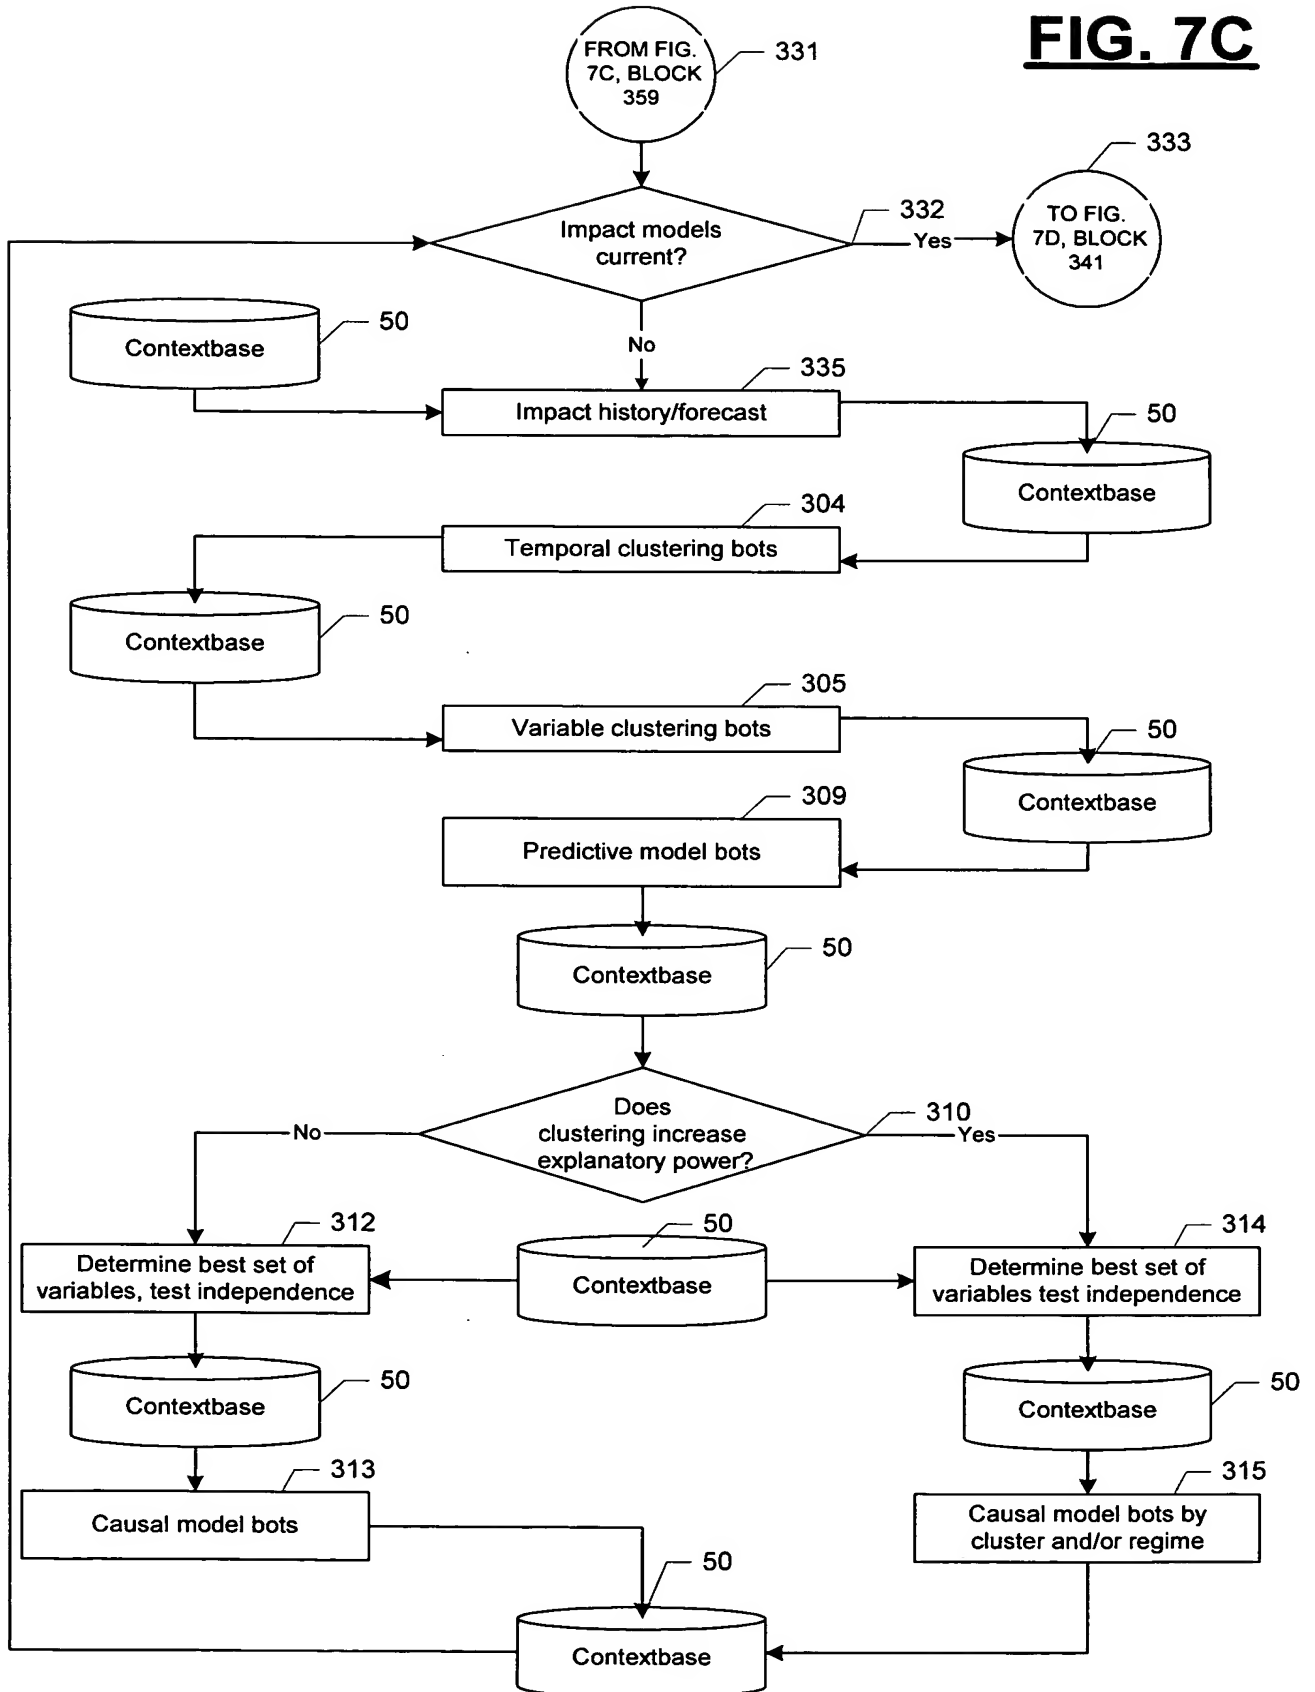 FIG. 7C
FROM FIG.
7C, BLOCK
359
331
333
TO FIG.
7D, BLOCK
341
Impact models
current?
332
Yes
No
Contextbase
50
335
Impact history/forecast
50
Contextbase
304
Temporal clustering bots
Contextbase
50
305
Variable clustering bots
50
Contextbase
309
Predictive model bots
Contextbase
50
Does
clustering increase
explanatory power?
310
No
Yes
312
Determine best set of
variables, test independence
50
Contextbase
314
Determine best set of
variables test independence
Contextbase
50
Contextbase
50
313
Causal model bots
315
Causal model bots by
cluster and/or regime
50
Contextbase